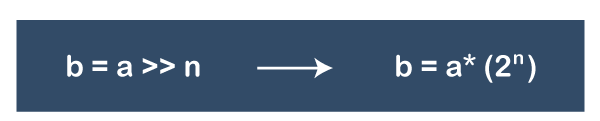 b = a >> n ⟶ b = a* (2ⁿ)